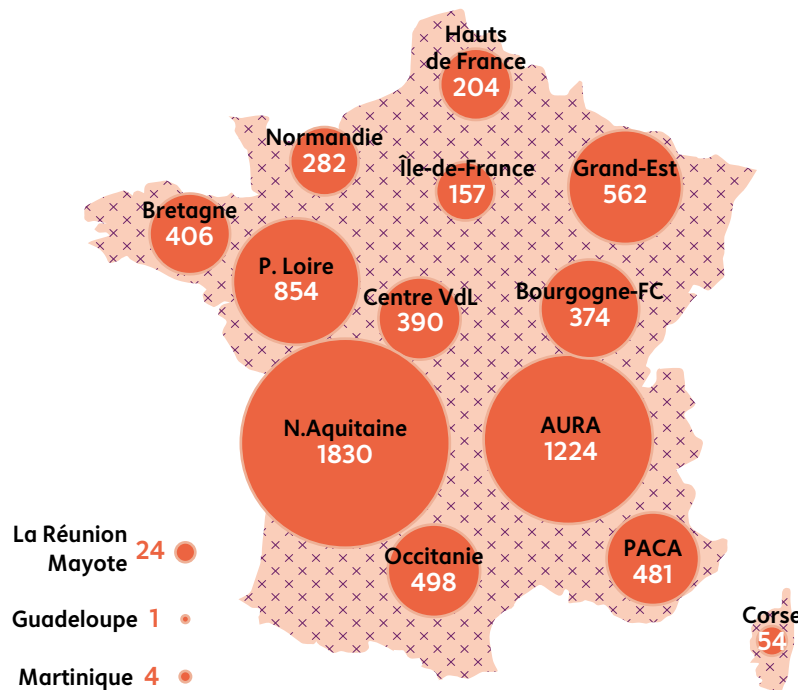 Hauts
de France
204
Normandie
282
Île-de-France
157
Grand-Est
562
Bretagne
406
P. Loire
854
Centre VdL
390
Bourgogne-FC
374
N.Aquitaine
1830
AURA
1224
La Réunion
Mayote 24
Occitanie
498
PACA
481
Guadeloupe 1
Corse
54
Martinique 4